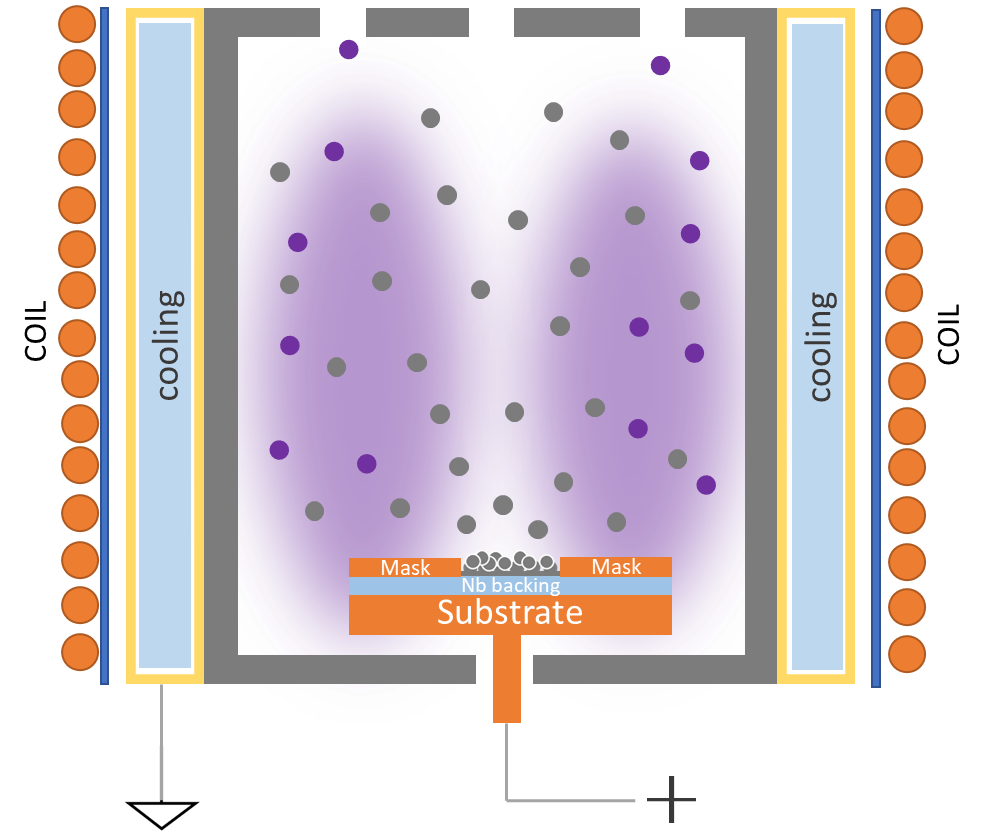 COIL
cooling
cooling
COIL
Mask
Mask
Nb backing
Substrate
+